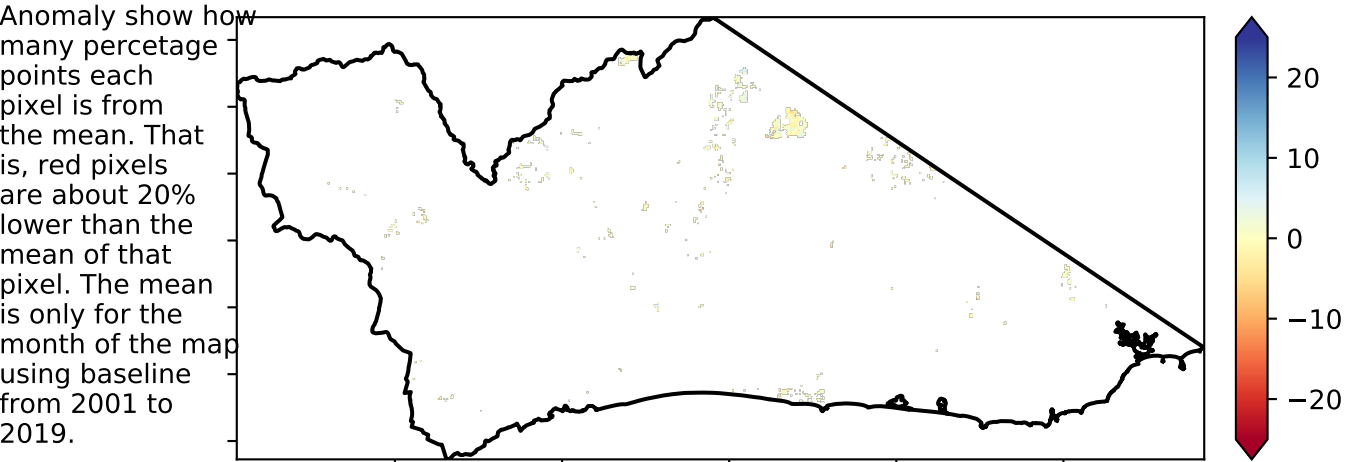 Anomaly show how
many percetage
points each
pixel is from
the mean. That
is, red pixels
are about 20%
lower than the
mean of that
pixel. The mean
is only for the
month of the map
using baseline
from 2001 to
2019.
20
10
0
−10
−20